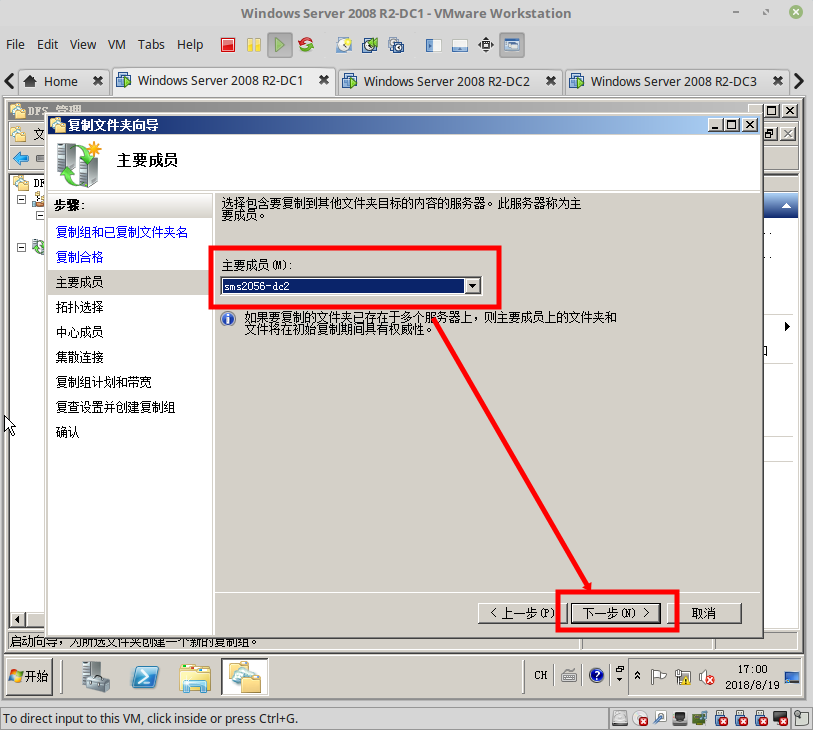 Windows Server 2008 R2-DC1 - VMware Workstation
File Edit View VM Tabs Help
Home Windows Server 2008 R2-DC1 Windows Server 2008 R2-DC2 Windows Server 2008 R2-DC3
DFS 管理
文
复制文件夹向导
主要成员
步骤:
复制组和已复制文件夹名
复制合格
主要成员
拓扑选择
中心成员
集散连接
复制组计划和带宽
复查设置并创建复制组
确认
选择包含要复制到其他文件夹目标的内容的服务器。此服务器称为主
要成员。
主要成员(M):
sms2056-dc2
如果要复制的文件夹已存在于多个服务器上，则主要成员上的文件夹和
文件将在初始复制期间具有权威性。
< 上一步(P) 下一步(N) > 取消
启动向导，为所选文件夹创建一个新的复制组。
开始
CH
17:00
2018/8/19
To direct input to this VM, click inside or press Ctrl+G.